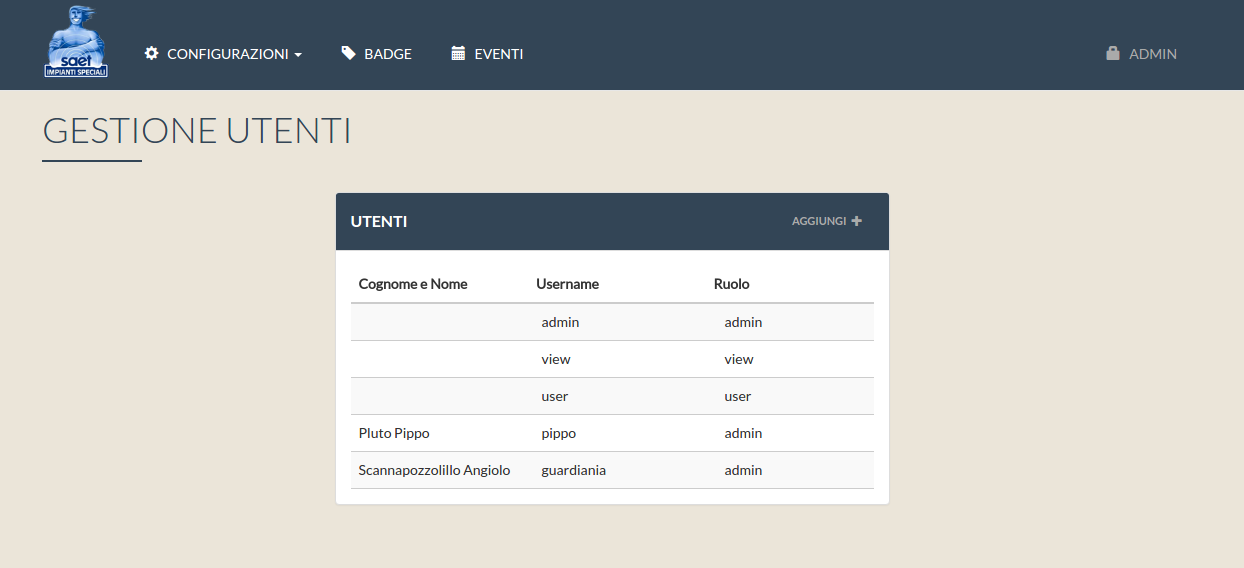 saet
IMPIANTI SPECIALI
CONFIGURAZIONI
BADGE
EVENTI
ADMIN
GESTIONE UTENTI
UTENTI
AGGIUNGI
Cognome e Nome Username Ruolo
admin admin
view view
user user
Pluto Pippo pippo admin
Scannapozzolillo Angiolo guardiania admin